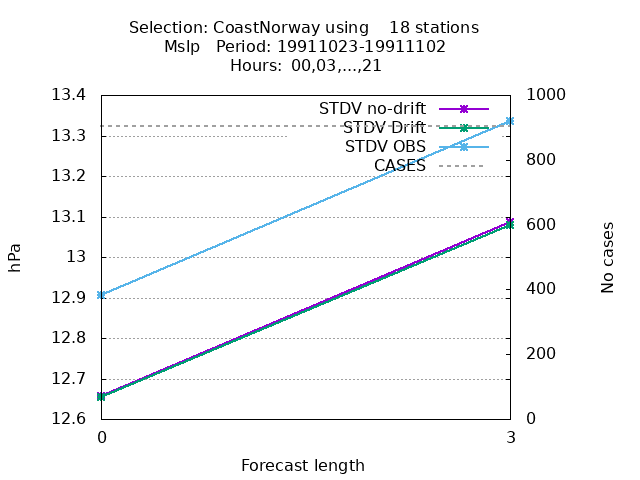 Selection: CoastNorway using 18 stations
Mslp Period: 19911023-19911102
Hours: 00,03,...,21
13.4
13.3
13.2
13.1
13
12.9
12.8
12.7
12.6
1000
800
600
400
200
0
STDV no-drift
STDV Drift
STDV OBS
CASES
hPa
No cases
0
3
Forecast length